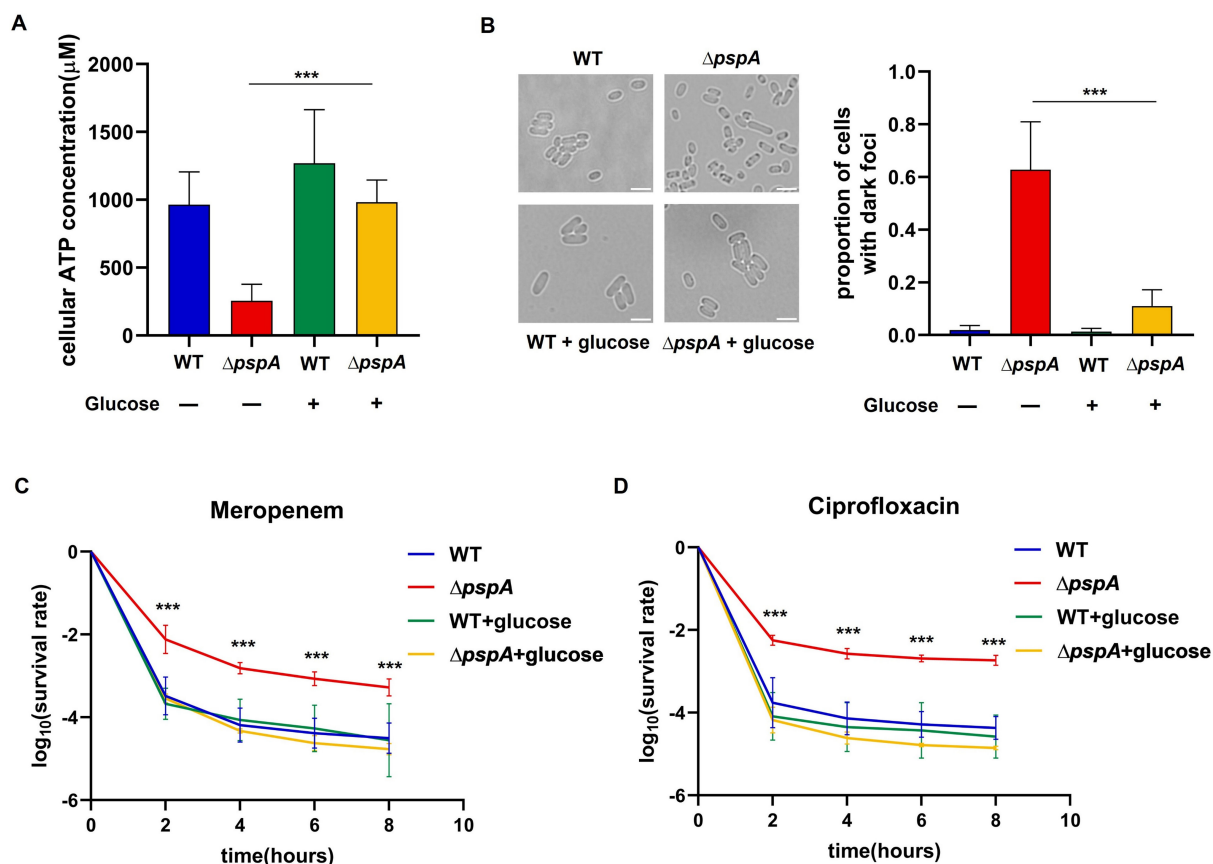 A
cellular ATP concentration(μM)
2000
1500
1000
500
0
***
WT
ΔpspA
WT
ΔpspA
Glucose
—
—
+
+
B
WT
ΔpspA
WT + glucose
ΔpspA + glucose
proportion of cells
with dark foci
1.0
0.8
0.6
0.4
0.2
0.0
***
WT
ΔpspA
WT
ΔpspA
Glucose
—
—
+
+
C
Meropenem
log10(survival rate)
0
-2
-4
-6
***
***
***
***
0
2
4
6
8
10
time(hours)
WT
ΔpspA
WT+glucose
ΔpspA+glucose
D
Ciprofloxacin
log10(survival rate)
0
-2
-4
-6
***
***
***
***
0
2
4
6
8
10
time(hours)
WT
ΔpspA
WT+glucose
ΔpspA+glucose